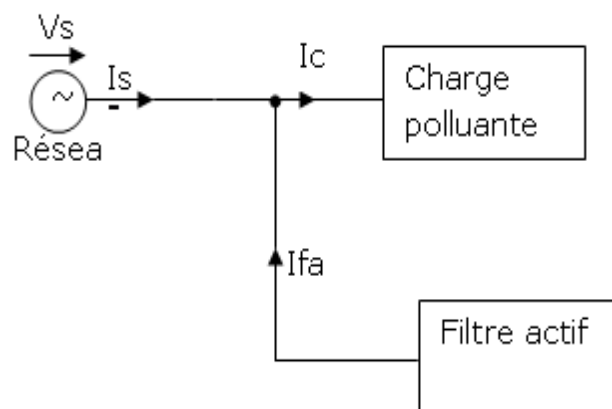 Vs
Is
Ic
~
Résea
Charge
polluante
Ifa
Filtre actif